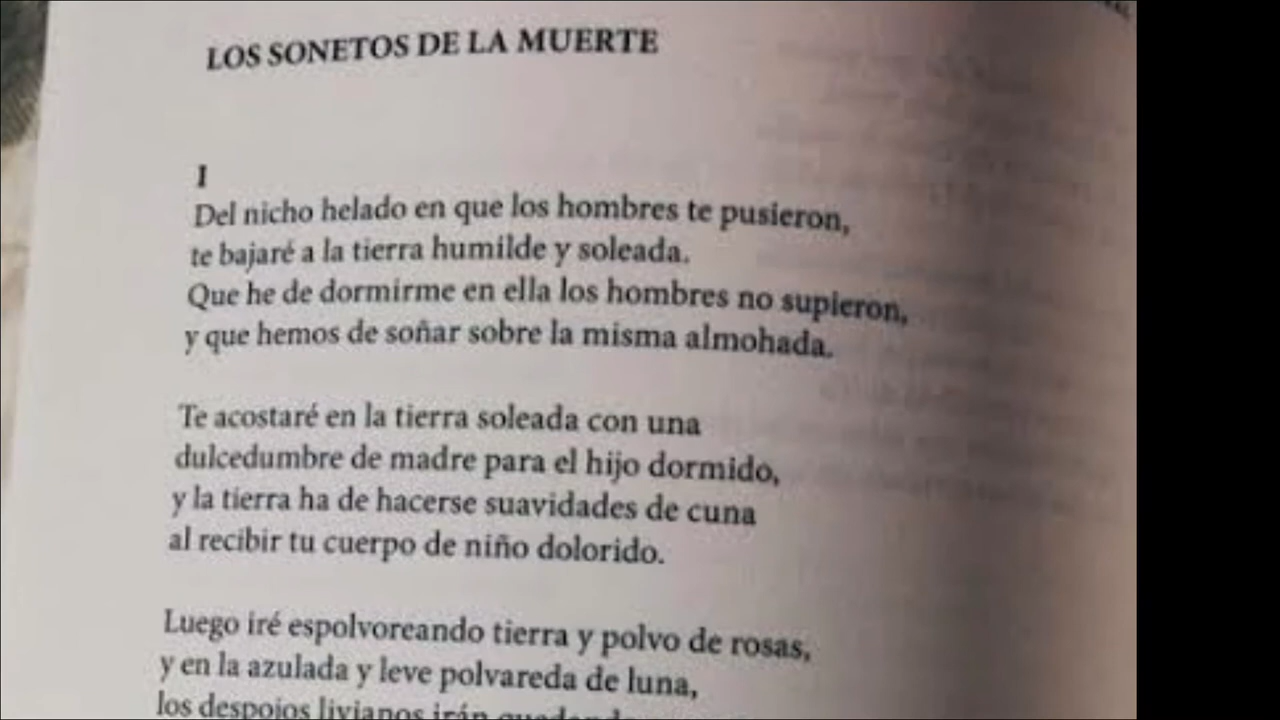 LOS SONETOS DE LA MUERTE
I
Del nicho helado en que los hombres te pusieron,
te bajaré a la tierra humilde y soleada.
Que he de dormirme en ella los hombres no supieron,
y que hemos de soñar sobre la misma almohada.
Te acostaré en la tierra soleada con una
dulcedumbre de madre para el hijo dormido,
y la tierra ha de hacerse suavidades de cuna
al recibir tu cuerpo de niño dolorido.
Luego iré espolvoreando tierra y polvo de rosas,
y en la azulada y leve polvareda de luna,
los despojos livianos irán